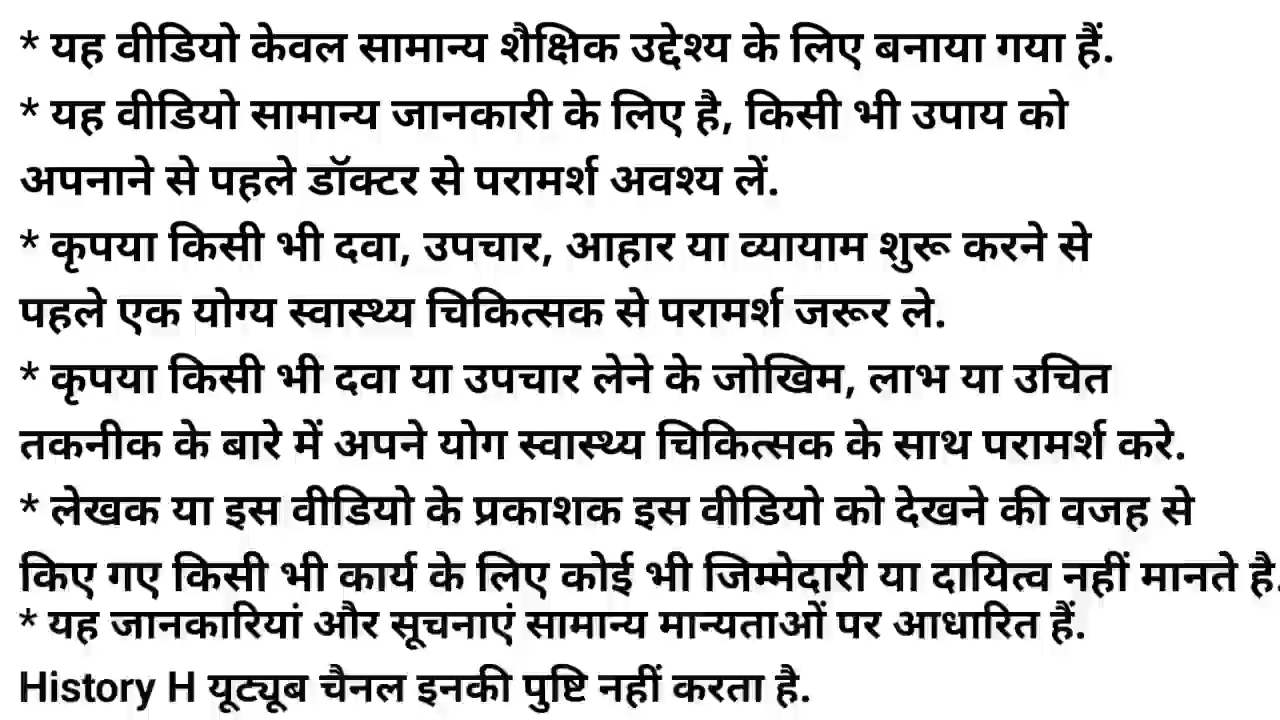 * यह वीडियो केवल सामान्य शैक्षिक उद्देश्य के लिए बनाया गया हैं.
* यह वीडियो सामान्य जानकारी के लिए है, किसी भी उपाय को
अपनाने से पहले डॉक्टर से परामर्श अवश्य लें.
* कृपया किसी भी दवा, उपचार, आहार या व्यायाम शुरू करने से
पहले एक योग्य स्वास्थ्य चिकित्सक से परामर्श जरूर ले.
* कृपया किसी भी दवा या उपचार लेने के जोखिम, लाभ या उचित
तकनीक के बारे में अपने योग स्वास्थ्य चिकित्सक के साथ परामर्श करे.
* लेखक या इस वीडियो के प्रकाशक इस वीडियो को देखने की वजह से
किए गए किसी भी कार्य के लिए कोई भी जिम्मेदारी या दायित्व नहीं मानते है.
* यह जानकारियां और सूचनाएं सामान्य मान्यताओं पर आधारित हैं.
History H यूट्यूब चैनल इनकी पुष्टि नहीं करता है.